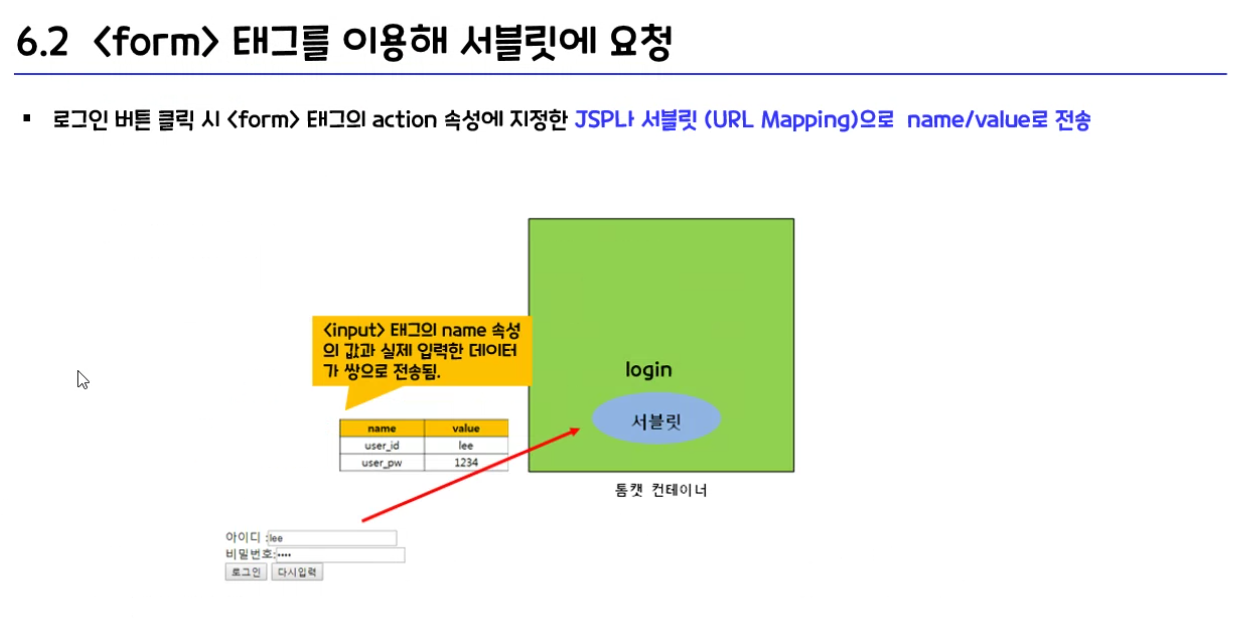 6.2 <form> 태그를 이용해 서블릿에 요청
▪ 로그인 버튼 클릭 시 <form> 태그의 action 속성에 지정한 JSP나 서블릿 (URL Mapping)으로 name/value로 전송
<input> 태그의 name 속성
의 값과 실제 입력한 데이터
가 쌍으로 전송됨.
name value
user_id lee
user_pw 1234
login
서블릿
톰캣 컨테이너
아이디 :lee
비밀번호:••••
로그인 다시입력